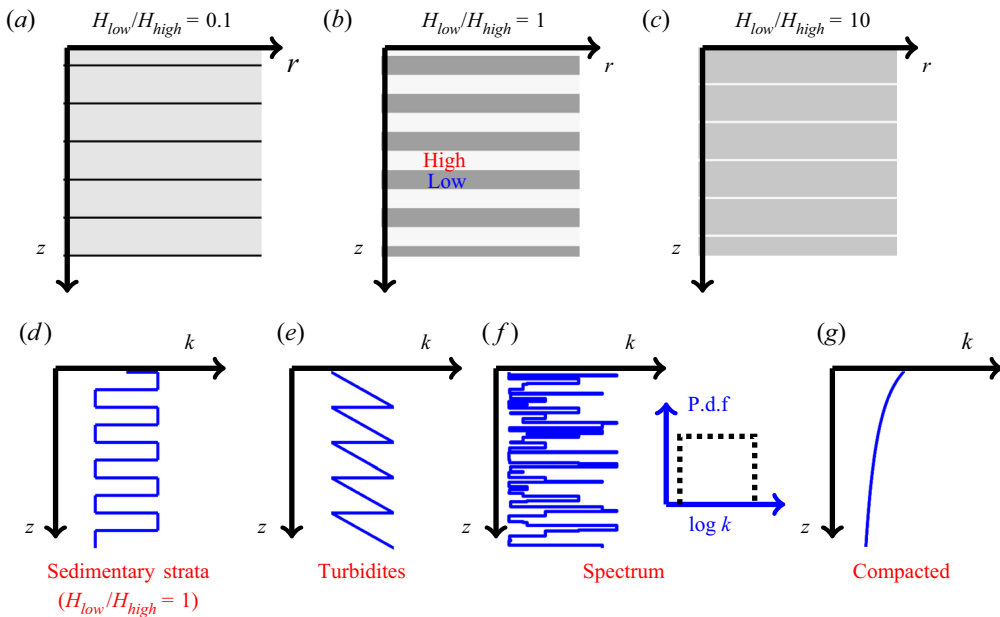 (a)
H_low/H_high = 0.1
r
z
(b)
H_low/H_high = 1
r
High
Low
z
(c)
H_low/H_high = 10
r
z
(d)
k
z
Sedimentary strata
(H_low/H_high = 1)
(e)
k
z
Turbidites
(f)
k
z
P.d.f
log k
Spectrum
(g)
k
z
Compacted